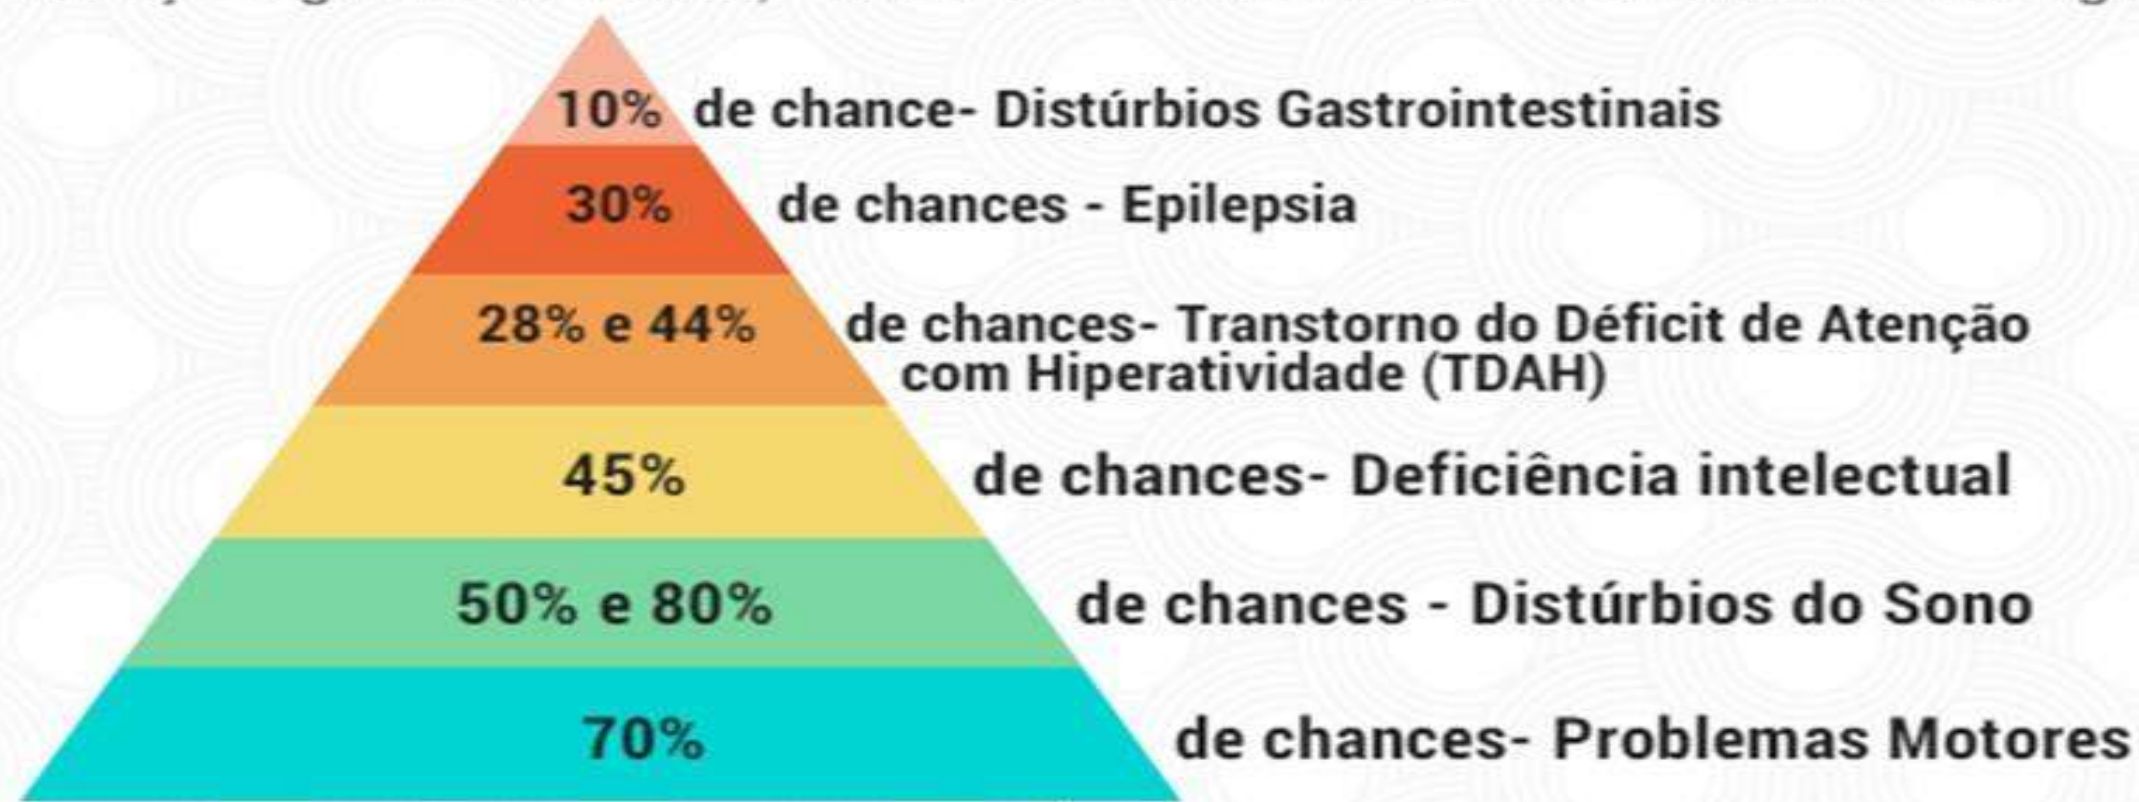 10% de chance- Distúrbios Gastrointestinais
30% de chances - Epilepsia
28% e 44% de chances- Transtorno do Déficit de Atenção
com Hiperatividade (TDAH)
45% de chances- Deficiência intelectual
50% e 80% de chances - Distúrbios do Sono
70% de chances- Problemas Motores